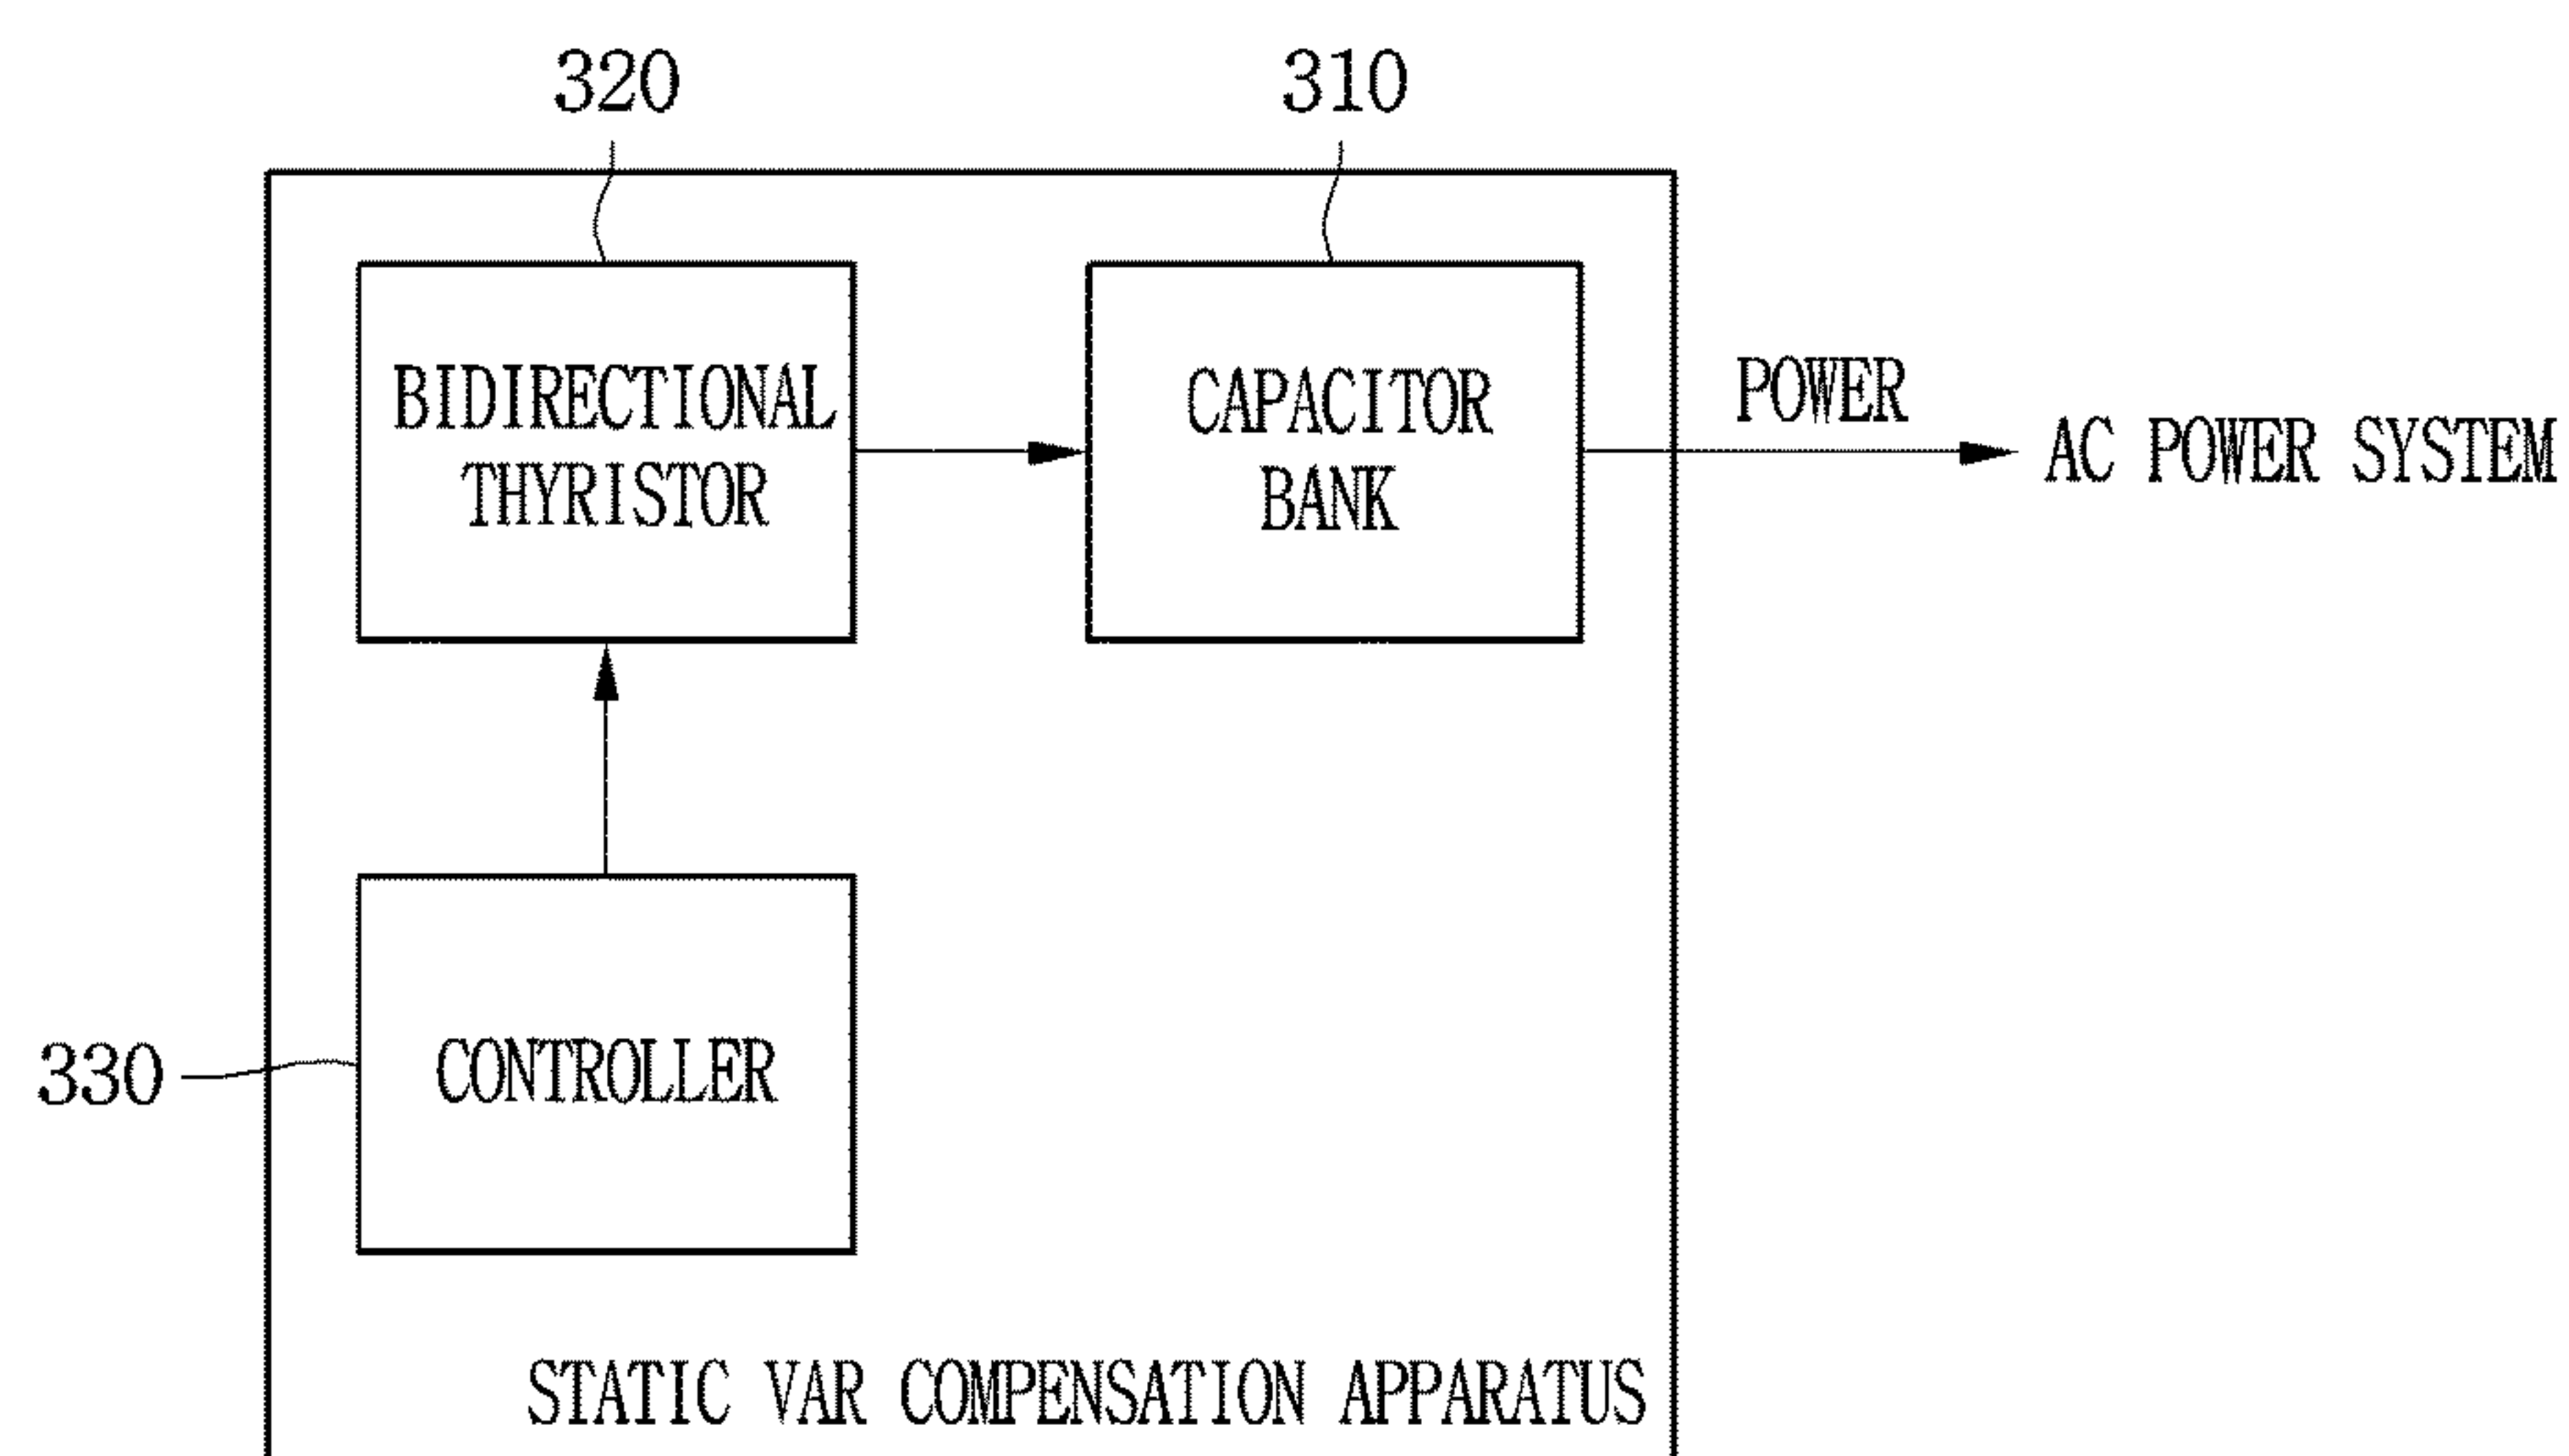 320
310
BIDIRECTIONAL
THYRISTOR
CAPACITOR
BANK
POWER
AC POWER SYSTEM
330
CONTROLLER
STATIC VAR COMPENSATION APPARATUS